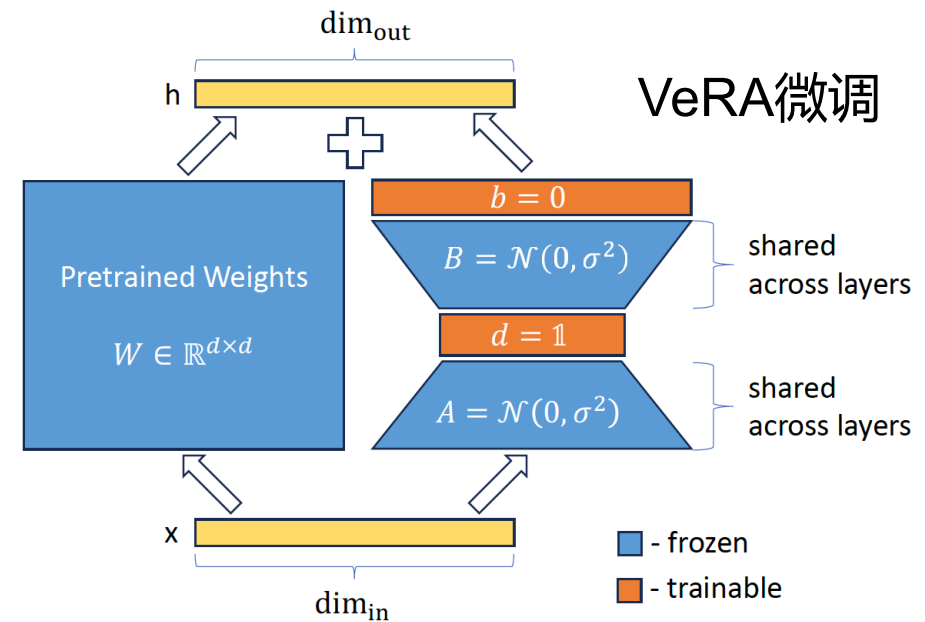 dim_out
h
VeRA微调
b = 0
B = 𝒩(0, σ²)
shared
across layers
Pretrained Weights
W ∈ ℝ^{d×d}
d = 𝟙
A = 𝒩(0, σ²)
shared
across layers
x
dim_in
- frozen
- trainable